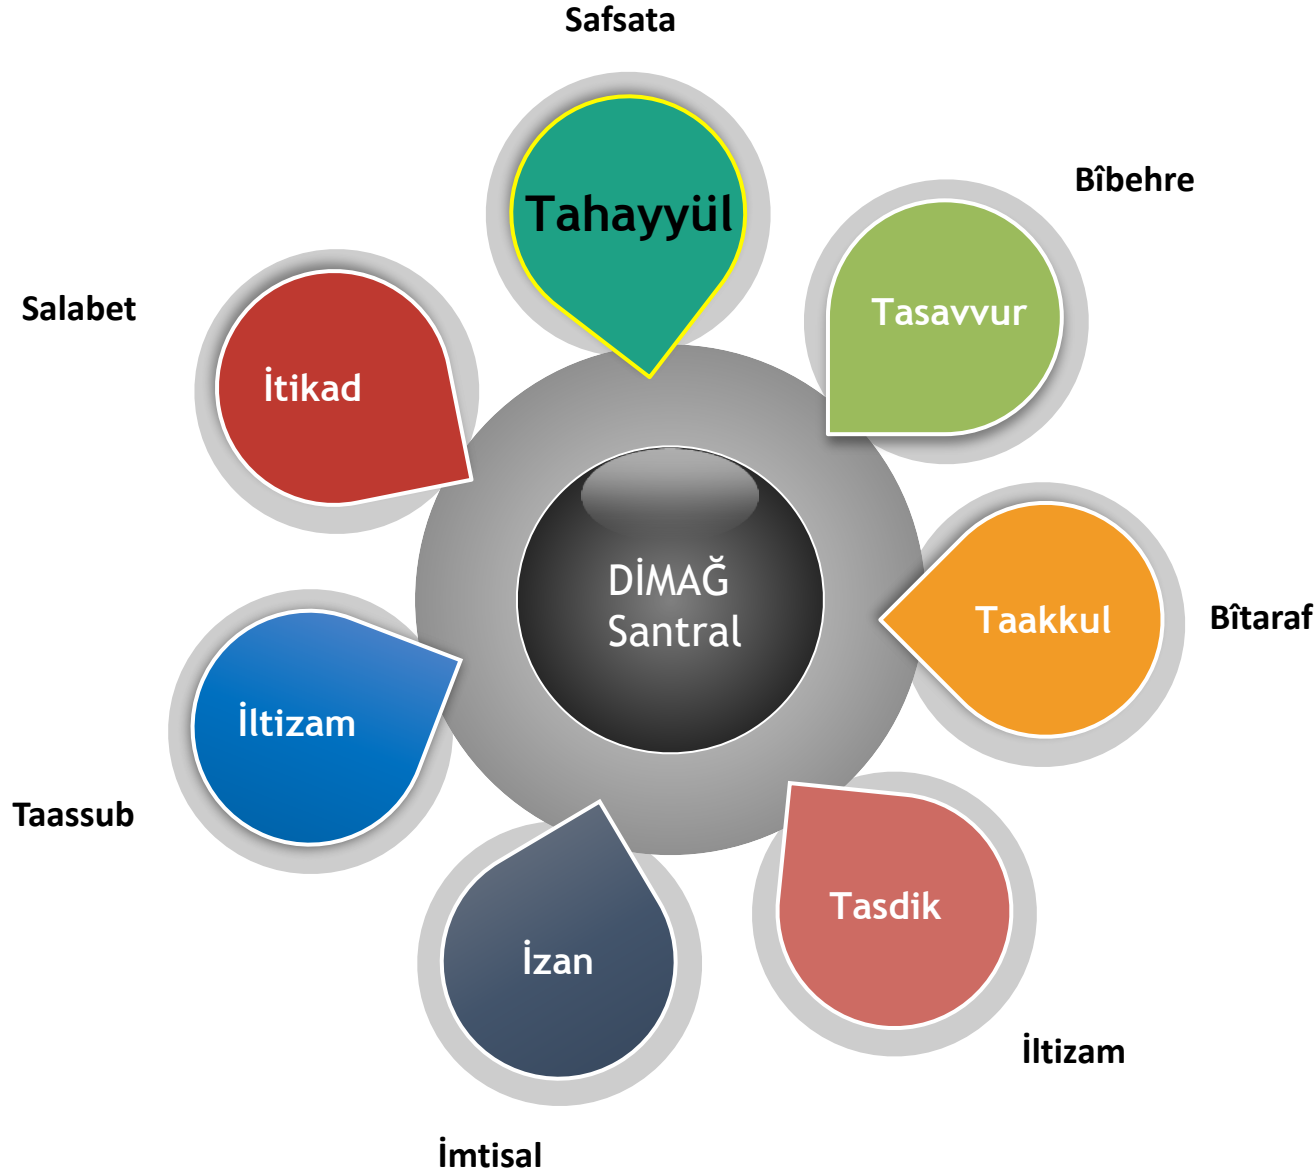 Safsata
Tahayyül
Bîbehre
Tasavvur
Salabet
İtikad
DİMAĞ
Santral
Taakkul
Bîtaraf
İltizam
Taassub
Tasdik
İzan
İltizam
İmtisal